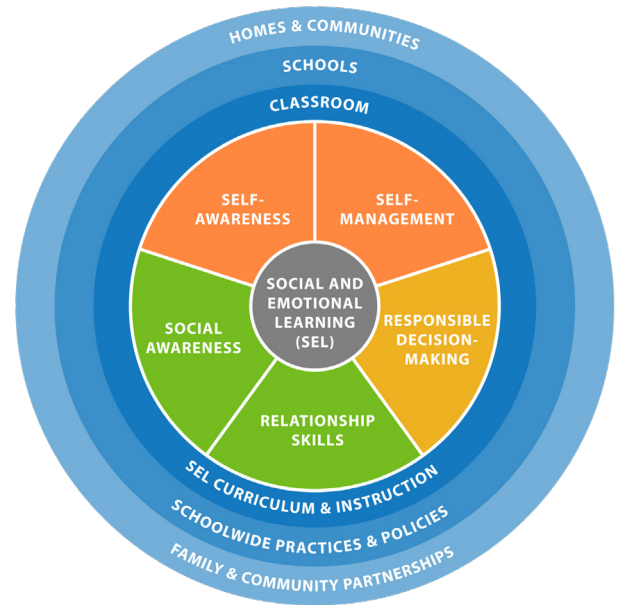 HOMES & COMMUNITIES
SCHOOLS
CLASSROOM
SELF-
AWARENESS
SELF-
MANAGEMENT
SOCIAL AND
EMOTIONAL
LEARNING
(SEL)
SOCIAL
AWARENESS
RESPONSIBLE
DECISION-
MAKING
RELATIONSHIP
SKILLS
SEL CURRICULUM & INSTRUCTION
SCHOOLWIDE PRACTICES & POLICIES
FAMILY & COMMUNITY PARTNERSHIPS